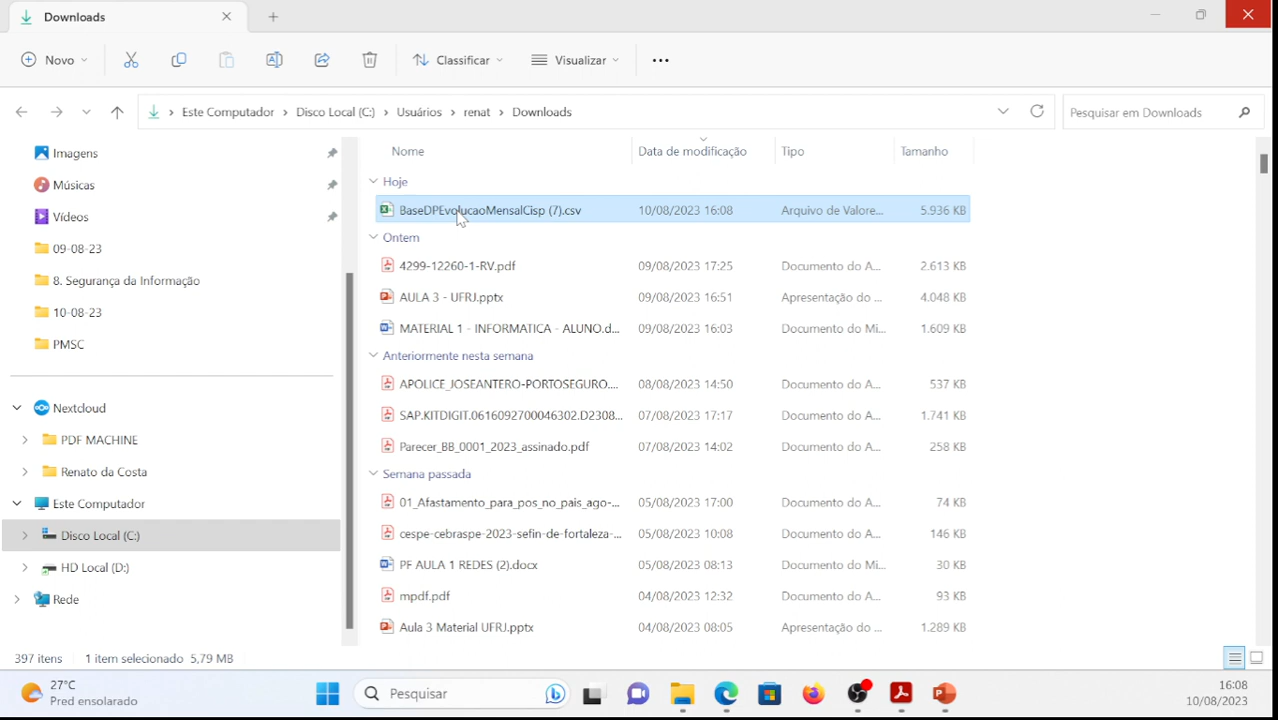 Downloads
Novo
Classificar
Visualizar
Este Computador
Disco Local (C:)
Usuários
renat
Downloads
Pesquisar em Downloads
Imagens
Músicas
Vídeos
09-08-23
8. Segurança da Informação
10-08-23
PMSC
Nextcloud
PDF MACHINE
Renato da Costa
Este Computador
Disco Local (C:)
HD Local (D:)
Rede
Nome Data de modificação Tipo Tamanho
Hoje
BaseDPEvolucaoMensalCisp (7).csv 10/08/2023 16:08 Arquivo de Valore... 5.936 KB
Ontem
4299-12260-1-RV.pdf 09/08/2023 17:25 Documento do A... 2.613 KB
AULA 3 - UFRJ.pptx 09/08/2023 16:51 Apresentação do ... 4.048 KB
MATERIAL 1 - INFORMATICA - ALUNO.d... 09/08/2023 16:03 Documento do Mi... 1.609 KB
Anteriormente nesta semana
APOLICE_JOSEANTERO-PORTOSEGURO.... 08/08/2023 14:50 Documento do A... 537 KB
SAP.KITDIGIT.0616092700046302.D2308... 07/08/2023 17:17 Documento do A... 1.741 KB
Parecer_BB_0001_2023_assinado.pdf 07/08/2023 14:02 Documento do A... 258 KB
Semana passada
01_Afastamento_para_pos_no_pais_ago-... 05/08/2023 17:00 Documento do A... 74 KB
cespe-cebraspe-2023-sefin-de-fortaleza-... 05/08/2023 10:08 Documento do A... 146 KB
PF AULA 1 REDES (2).docx 05/08/2023 08:13 Documento do Mi... 30 KB
mpdf.pdf 04/08/2023 12:32 Documento do A... 93 KB
Aula 3 Material UFRJ.pptx 04/08/2023 08:05 Apresentação do ... 1.289 KB
397 itens 1 item selecionado 5,79 MB
27°C
Pred ensolarado
Pesquisar
16:08
10/08/2023